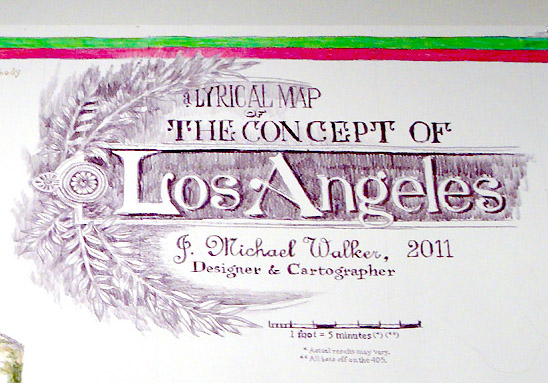 a LYRICAL MAP
OF
THE CONCEPT OF
Los Angeles
J. Michael Walker, 2011
Designer & Cartographer
1 foot = 5 minutes (*) (**)
* Actual results may vary.
** All bets off on the 405.